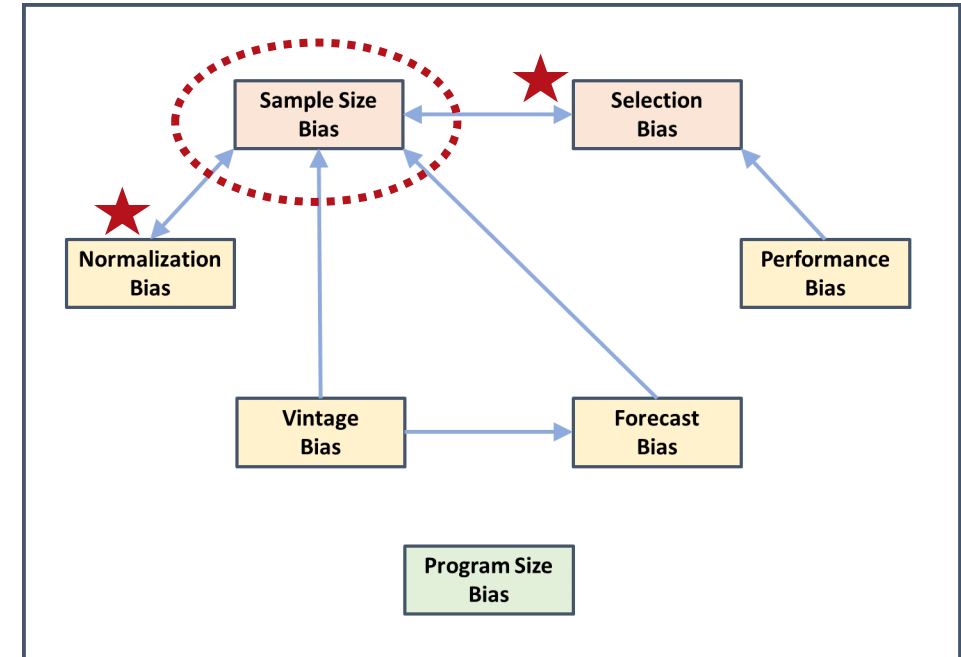 Sample Size
Bias
Selection
Bias
Normalization
Bias
Performance
Bias
Vintage
Bias
Forecast
Bias
Program Size
Bias